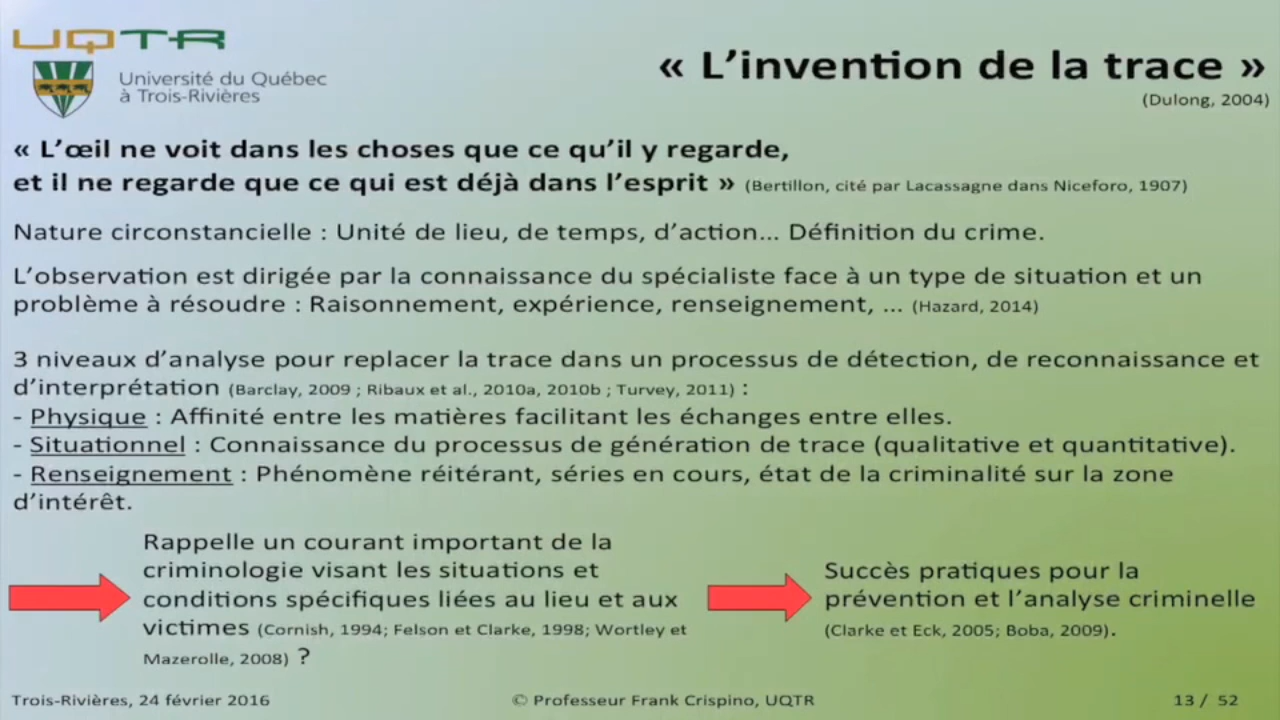 UQTR
Université du Québec
à Trois-Rivières
« L’invention de la trace »
(Dulong, 2004)
« L’œil ne voit dans les choses que ce qu’il y regarde,
et il ne regarde que ce qui est déjà dans l’esprit » (Bertillon, cité par Lacassagne dans Niceforo, 1907)
Nature circonstancielle : Unité de lieu, de temps, d’action... Définition du crime.
L’observation est dirigée par la connaissance du spécialiste face à un type de situation et un
problème à résoudre : Raisonnement, expérience, renseignement, ... (Hazard, 2014)
3 niveaux d’analyse pour replacer la trace dans un processus de détection, de reconnaissance et
d’interprétation (Barclay, 2009 ; Ribaux et al., 2010a, 2010b ; Turvey, 2011) :
- Physique : Affinité entre les matières facilitant les échanges entre elles.
- Situationnel : Connaissance du processus de génération de trace (qualitative et quantitative).
- Renseignement : Phénomène réitérant, séries en cours, état de la criminalité sur la zone
d’intérêt.
Rappelle un courant important de la
criminologie visant les situations et
conditions spécifiques liées au lieu et aux
victimes (Cornish, 1994; Felson et Clarke, 1998; Wortley et
Mazerolle, 2008) ?
Succès pratiques pour la
prévention et l’analyse criminelle
(Clarke et Eck, 2005; Boba, 2009).
Trois-Rivières, 24 février 2016
© Professeur Frank Crispino, UQTR
13 / 52